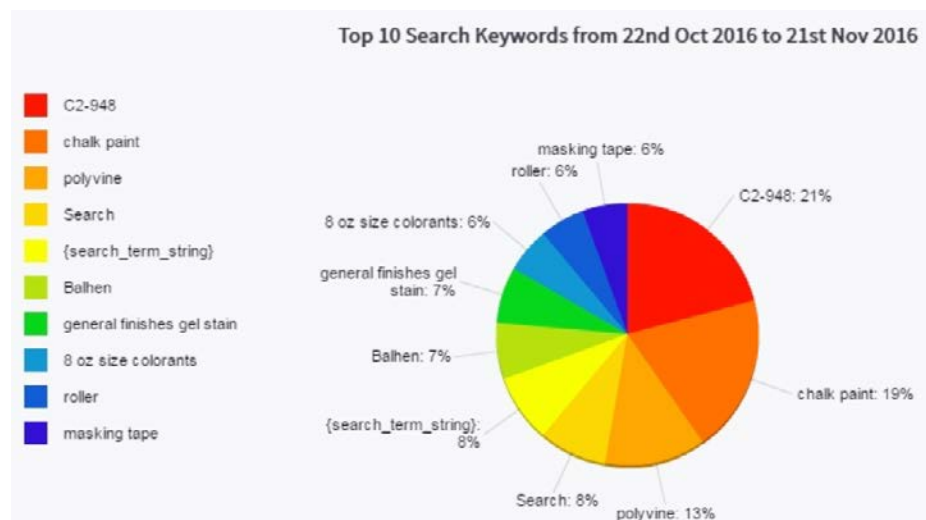 Top 10 Search Keywords from 22nd Oct 2016 to 21st Nov 2016
C2-948
chalk paint
polyvine
Search
{search_term_string}
Balhen
general finishes gel stain
8 oz size colorants
roller
masking tape
masking tape: 6%
roller: 6%
C2-948: 21%
8 oz size colorants: 6%
general finishes gel
stain: 7%
Balhen: 7%
chalk paint: 19%
{search_term_string}:
8%
Search: 8%
polyvine: 13%